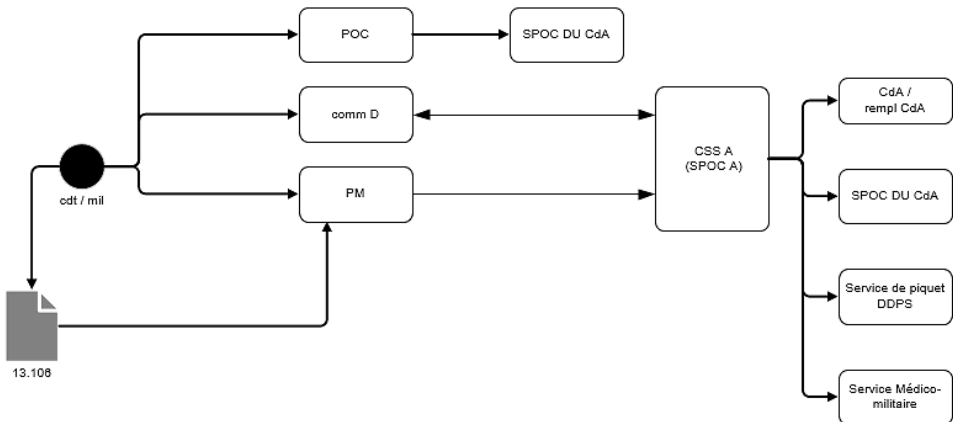 POC
SPOC DU CdA
comm D
CdA /
rempl CdA
CSS A
(SPOC A)
cdt / mil
PM
SPOC DU CdA
Service de piquet
DDPS
13.106
Service Médico-
militaire